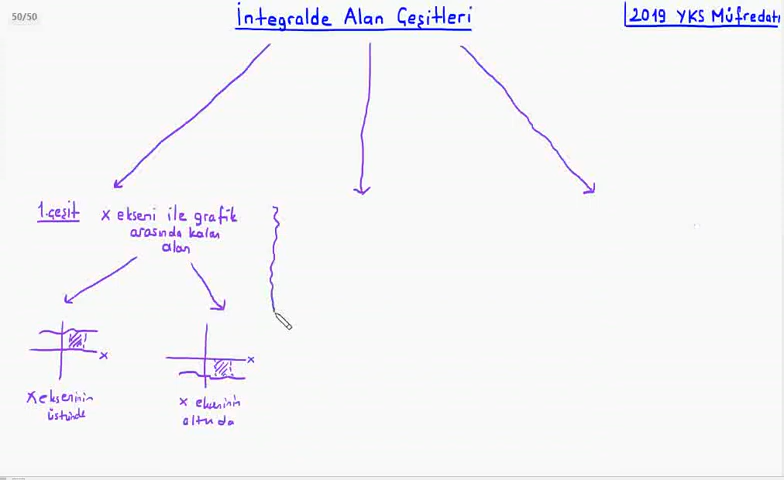 50/50
İntegralde Alan Çeşitleri
2019 YKS Müfredatı
1.çeşit x ekseni ile grafik
arasında kalan
alan
x
x
x ekseninin
üstünde
x ekseninin
altında